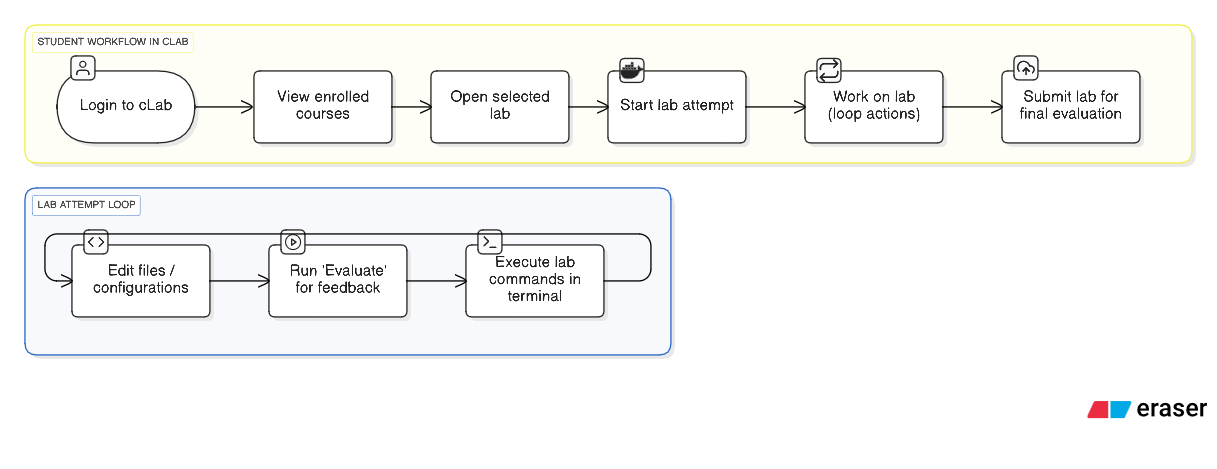 STUDENT WORKFLOW IN CLAB
Login to cLab
View enrolled
courses
Open selected
lab
Start lab attempt
Work on lab
(loop actions)
Submit lab for
final evaluation
LAB ATTEMPT LOOP
Edit files /
configurations
Run 'Evaluate'
for feedback
Execute lab
commands in
terminal
eraser